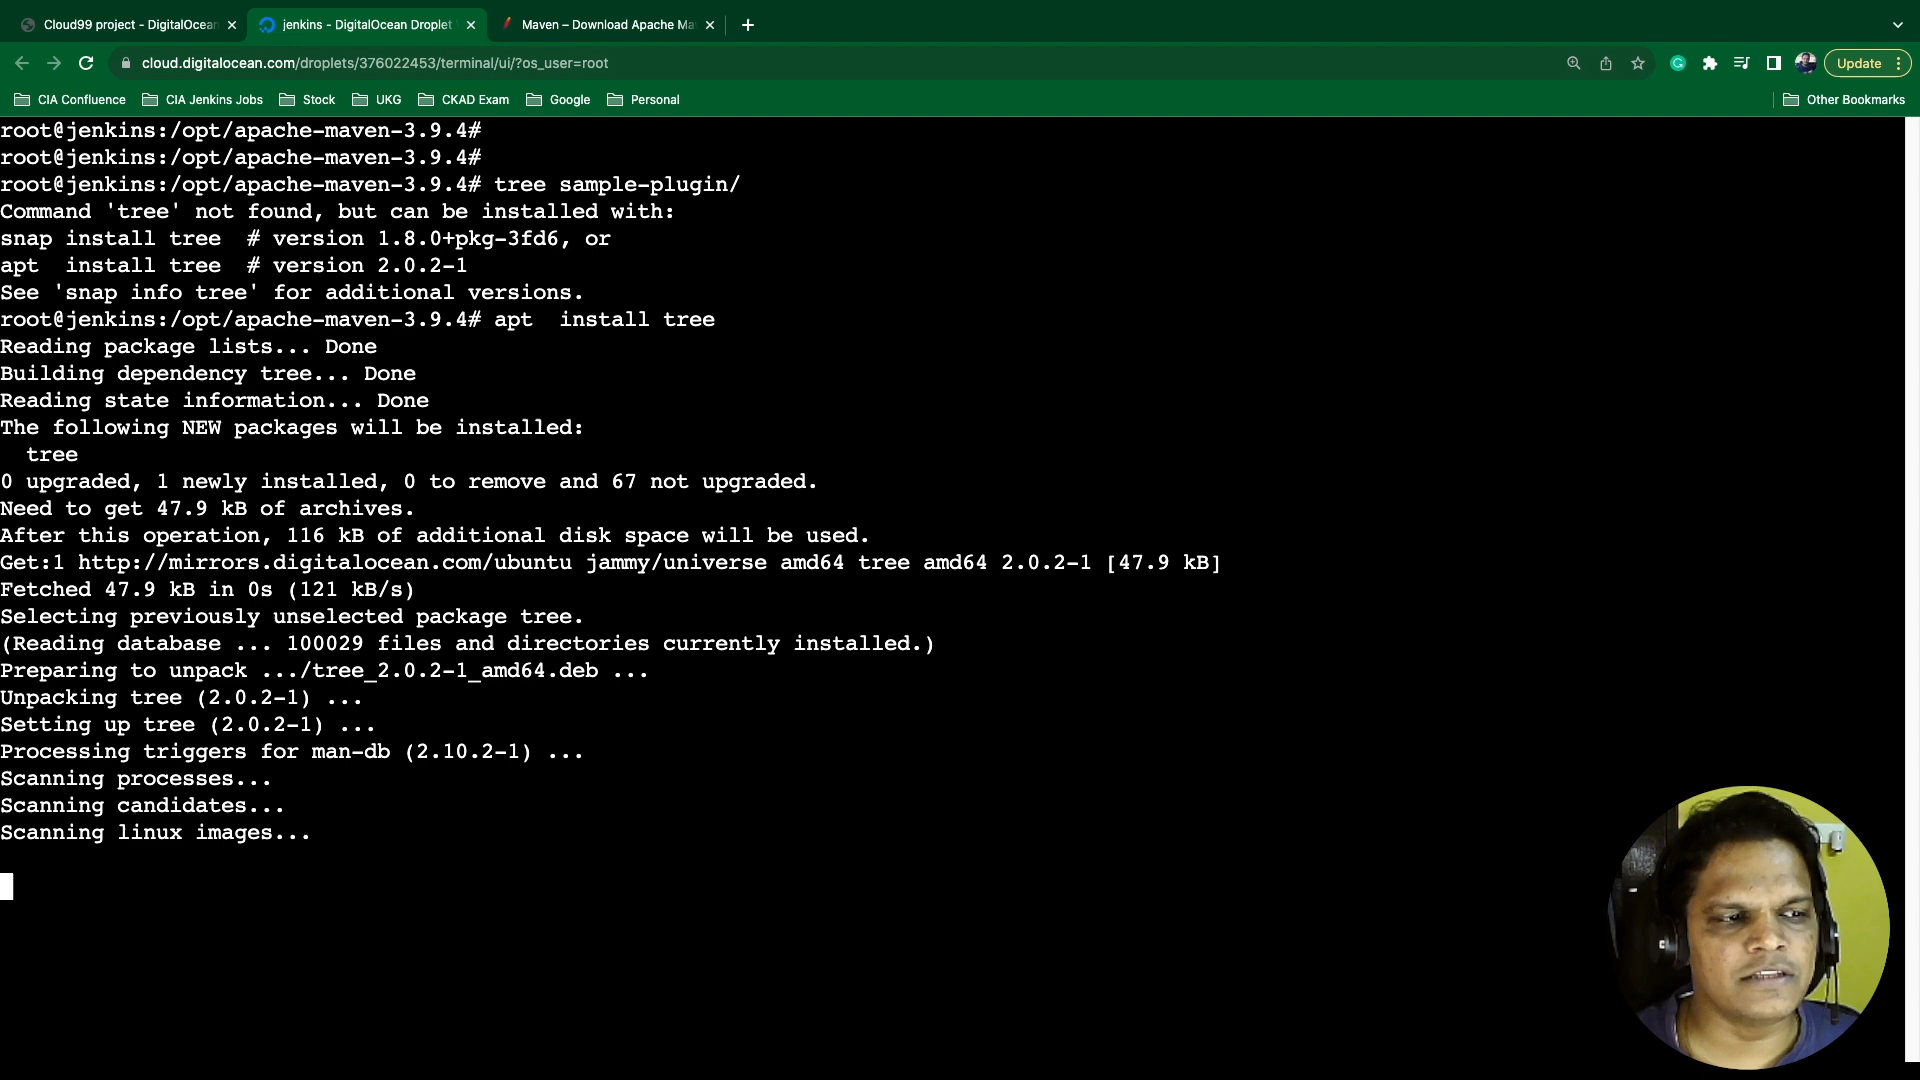 Cloud99 project - DigitalOcean
jenkins - DigitalOcean Droplet
Maven – Download Apache Ma
cloud.digitalocean.com/droplets/376022453/terminal/ui/?os_user=root
Update
CIA Confluence
CIA Jenkins Jobs
Stock
UKG
CKAD Exam
Google
Personal
Other Bookmarks
root@jenkins:/opt/apache-maven-3.9.4#
root@jenkins:/opt/apache-maven-3.9.4#
root@jenkins:/opt/apache-maven-3.9.4# tree sample-plugin/
Command 'tree' not found, but can be installed with:
snap install tree  # version 1.8.0+pkg-3fd6, or
apt  install tree  # version 2.0.2-1
See 'snap info tree' for additional versions.
root@jenkins:/opt/apache-maven-3.9.4# apt  install tree
Reading package lists... Done
Building dependency tree... Done
Reading state information... Done
The following NEW packages will be installed:
  tree
0 upgraded, 1 newly installed, 0 to remove and 67 not upgraded.
Need to get 47.9 kB of archives.
After this operation, 116 kB of additional disk space will be used.
Get:1 http://mirrors.digitalocean.com/ubuntu jammy/universe amd64 tree amd64 2.0.2-1 [47.9 kB]
Fetched 47.9 kB in 0s (121 kB/s)
Selecting previously unselected package tree.
(Reading database ... 100029 files and directories currently installed.)
Preparing to unpack .../tree_2.0.2-1_amd64.deb ...
Unpacking tree (2.0.2-1) ...
Setting up tree (2.0.2-1) ...
Processing triggers for man-db (2.10.2-1) ...
Scanning processes...
Scanning candidates...
Scanning linux images...